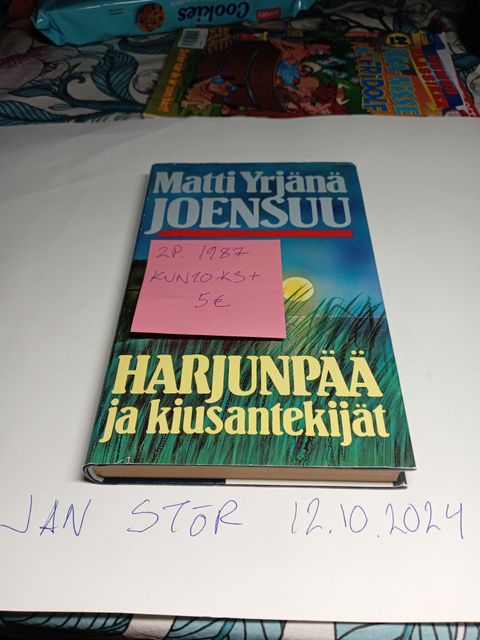 Cookies
Matti Yrjänä
JOENSUU
2P. 1987
KUNTO K3+
5€
HARJUNPÄÄ
ja kiusantekijät
JAN STÖR 12.10.2024